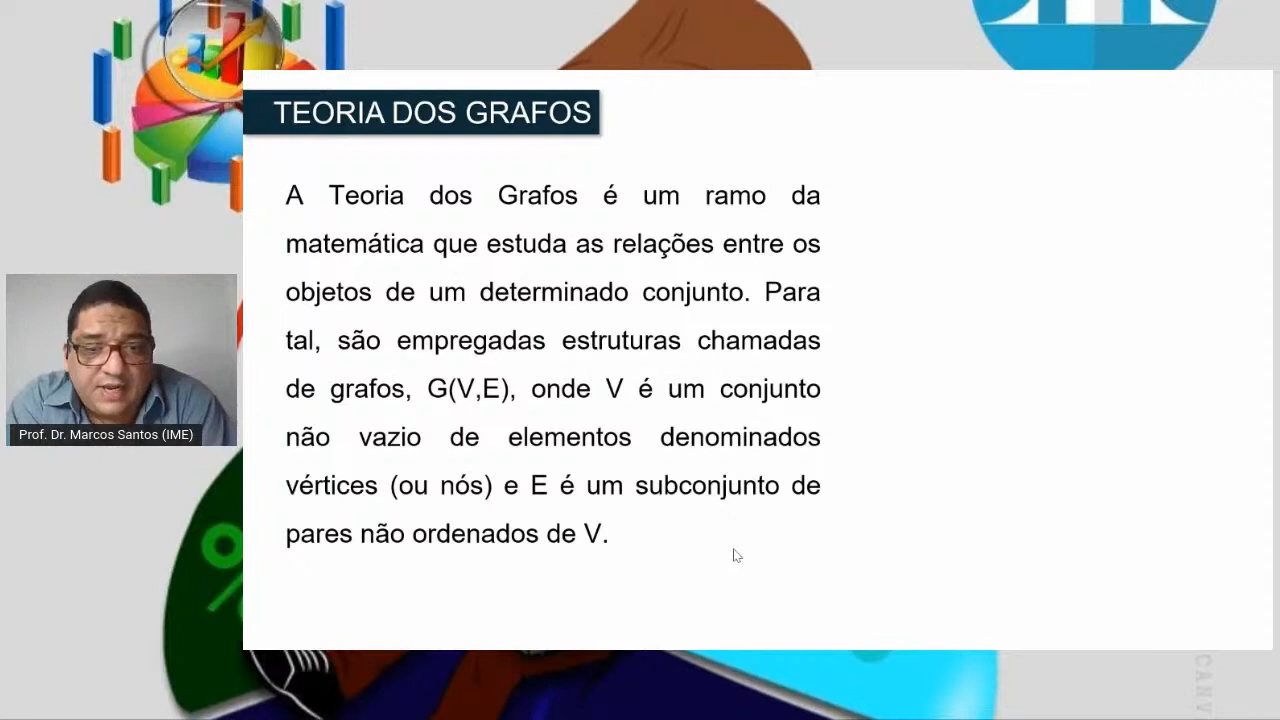 TEORIA DOS GRAFOS
A Teoria dos Grafos é um ramo da
matemática que estuda as relações entre os
objetos de um determinado conjunto. Para
tal, são empregadas estruturas chamadas
de grafos, G(V,E), onde V é um conjunto
não vazio de elementos denominados
vértices (ou nós) e E é um subconjunto de
pares não ordenados de V.
Prof. Dr. Marcos Santos (IME)
%
CANV